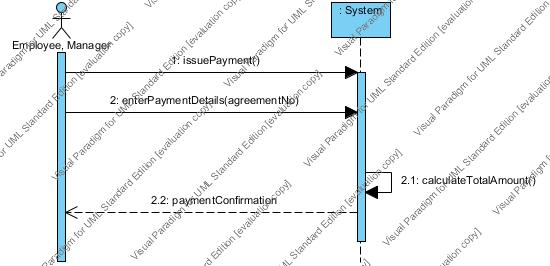 : System
Employee, Manager
1: issuePayment()
2: enterPaymentDetails(agreementNo)
2.1: calculateTotalAmount()
2.2: paymentConfirmation
Visual Paradigm for UML Standard Edition [evaluation copy]